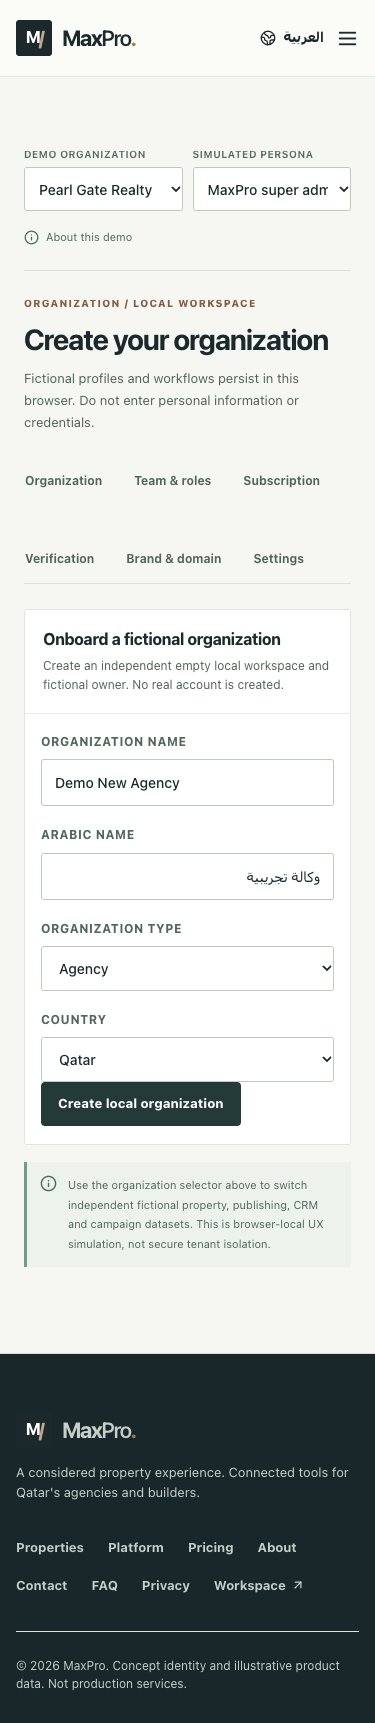 M/ MaxPro.
العربية
DEMO ORGANIZATION
SIMULATED PERSONA
Pearl Gate Realty
MaxPro super adm
About this demo
ORGANIZATION / LOCAL WORKSPACE
Create your organization
Fictional profiles and workflows persist in this
browser. Do not enter personal information or
credentials.
Organization Team & roles Subscription
Verification Brand & domain Settings
Onboard a fictional organization
Create an independent empty local workspace and
fictional owner. No real account is created.
ORGANIZATION NAME
Demo New Agency
ARABIC NAME
وكالة تجريبية
ORGANIZATION TYPE
Agency
COUNTRY
Qatar
Create local organization
Use the organization selector above to switch
independent fictional property, publishing, CRM
and campaign datasets. This is browser-local UX
simulation, not secure tenant isolation.
M/ MaxPro.
A considered property experience. Connected tools for
Qatar's agencies and builders.
Properties Platform Pricing About
Contact FAQ Privacy Workspace ↗
© 2026 MaxPro. Concept identity and illustrative product
data. Not production services.